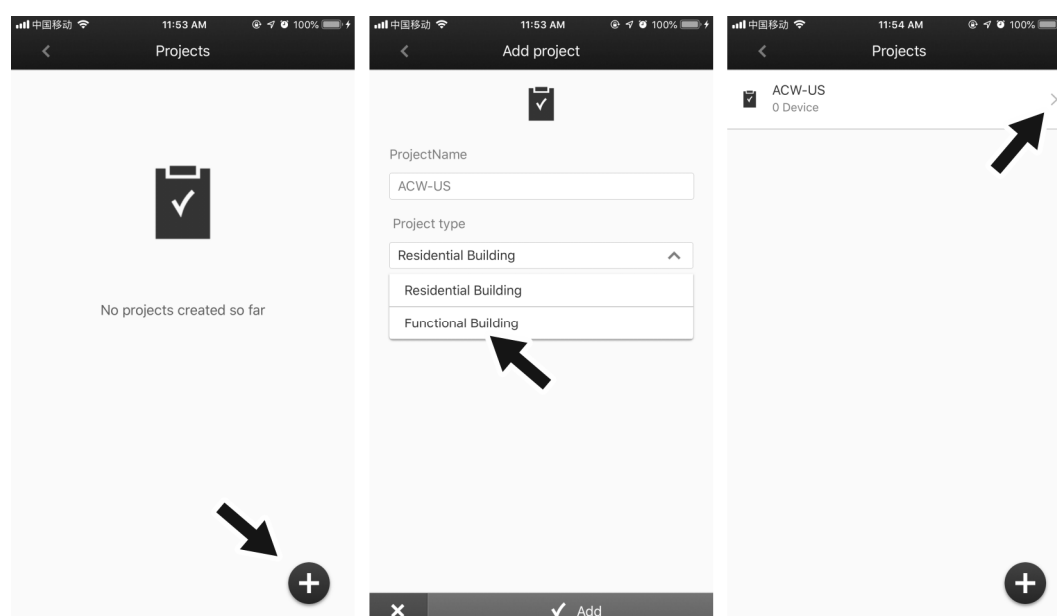 中国移动 11:53 AM 100%
Projects
No projects created so far
中国移动 11:53 AM 100%
Add project
ProjectName
ACW-US
Project type
Residential Building
Residential Building
Functional Building
Add
中国移动 11:54 AM 100%
Projects
ACW-US
0 Device